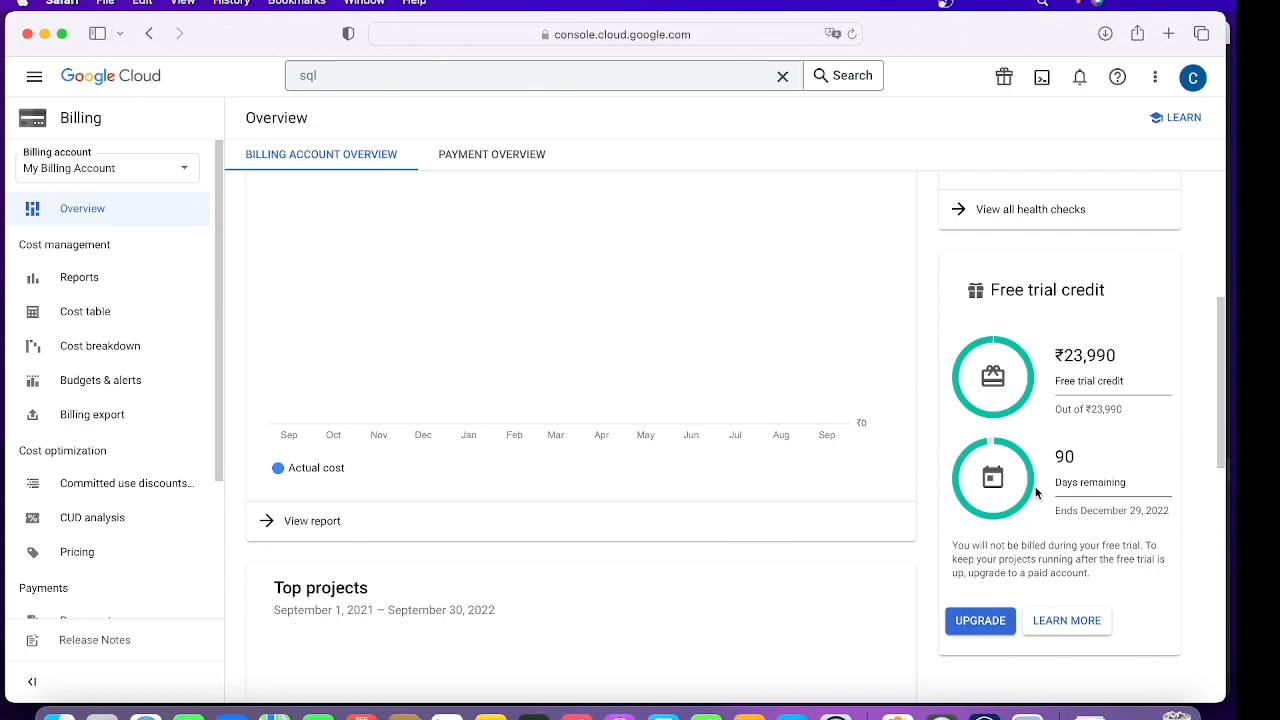 Safari File Edit View History Bookmarks Window Help
console.cloud.google.com
Google Cloud
sql
Search
C
Billing
Overview
LEARN
Billing account
My Billing Account
BILLING ACCOUNT OVERVIEW
PAYMENT OVERVIEW
Overview
Cost management
Reports
Cost table
Cost breakdown
Budgets & alerts
Billing export
Cost optimization
Committed use discounts...
CUD analysis
Pricing
Payments
Release Notes
₹0
Sep Oct Nov Dec Jan Feb Mar Apr May Jun Jul Aug Sep
Actual cost
View report
Top projects
September 1, 2021 – September 30, 2022
View all health checks
Free trial credit
₹23,990
Free trial credit
Out of ₹23,990
90
Days remaining
Ends December 29, 2022
You will not be billed during your free trial. To
keep your projects running after the free trial is
up, upgrade to a paid account.
UPGRADE
LEARN MORE